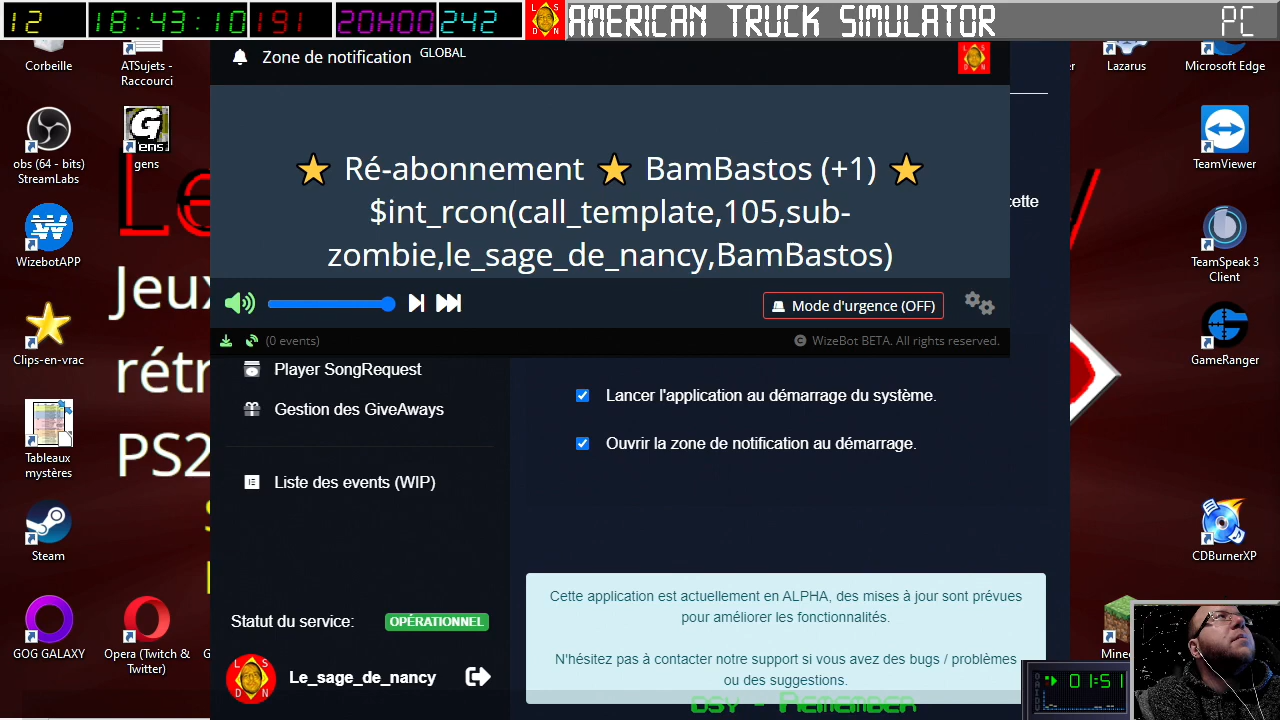 12 18:43:10 191 20H00 242 AMERICAN TRUCK SIMULATOR PC
Corbeille
ATSujets -
Raccourci
Lazarus
Microsoft Edge
Zone de notification GLOBAL
gens
obs (64 - bits)
StreamLabs
TeamViewer
⭐ Ré-abonnement ⭐ BamBastos (+1) ⭐
$int_rcon(call_template,105,sub-
zombie,le_sage_de_nancy,BamBastos)
cette
WizebotAPP
TeamSpeak 3
Client
Jeux
rétr
PS2
Mode d'urgence (OFF)
(0 events)
WizeBot BETA. All rights reserved.
Clips-en-vrac
GameRanger
Player SongRequest
Gestion des GiveAways
Liste des events (WIP)
Lancer l'application au démarrage du système.
Ouvrir la zone de notification au démarrage.
Tableaux
mystères
Steam
CDBurnerXP
Cette application est actuellement en ALPHA, des mises à jour sont prévues
pour améliorer les fonctionnalités.
N'hésitez pas à contacter notre support si vous avez des bugs / problèmes
ou des suggestions.
Statut du service: OPÉRATIONNEL
Le_sage_de_nancy
GOG GALAXY
Opera (Twitch &
Twitter)
01:51
DSY - Remember